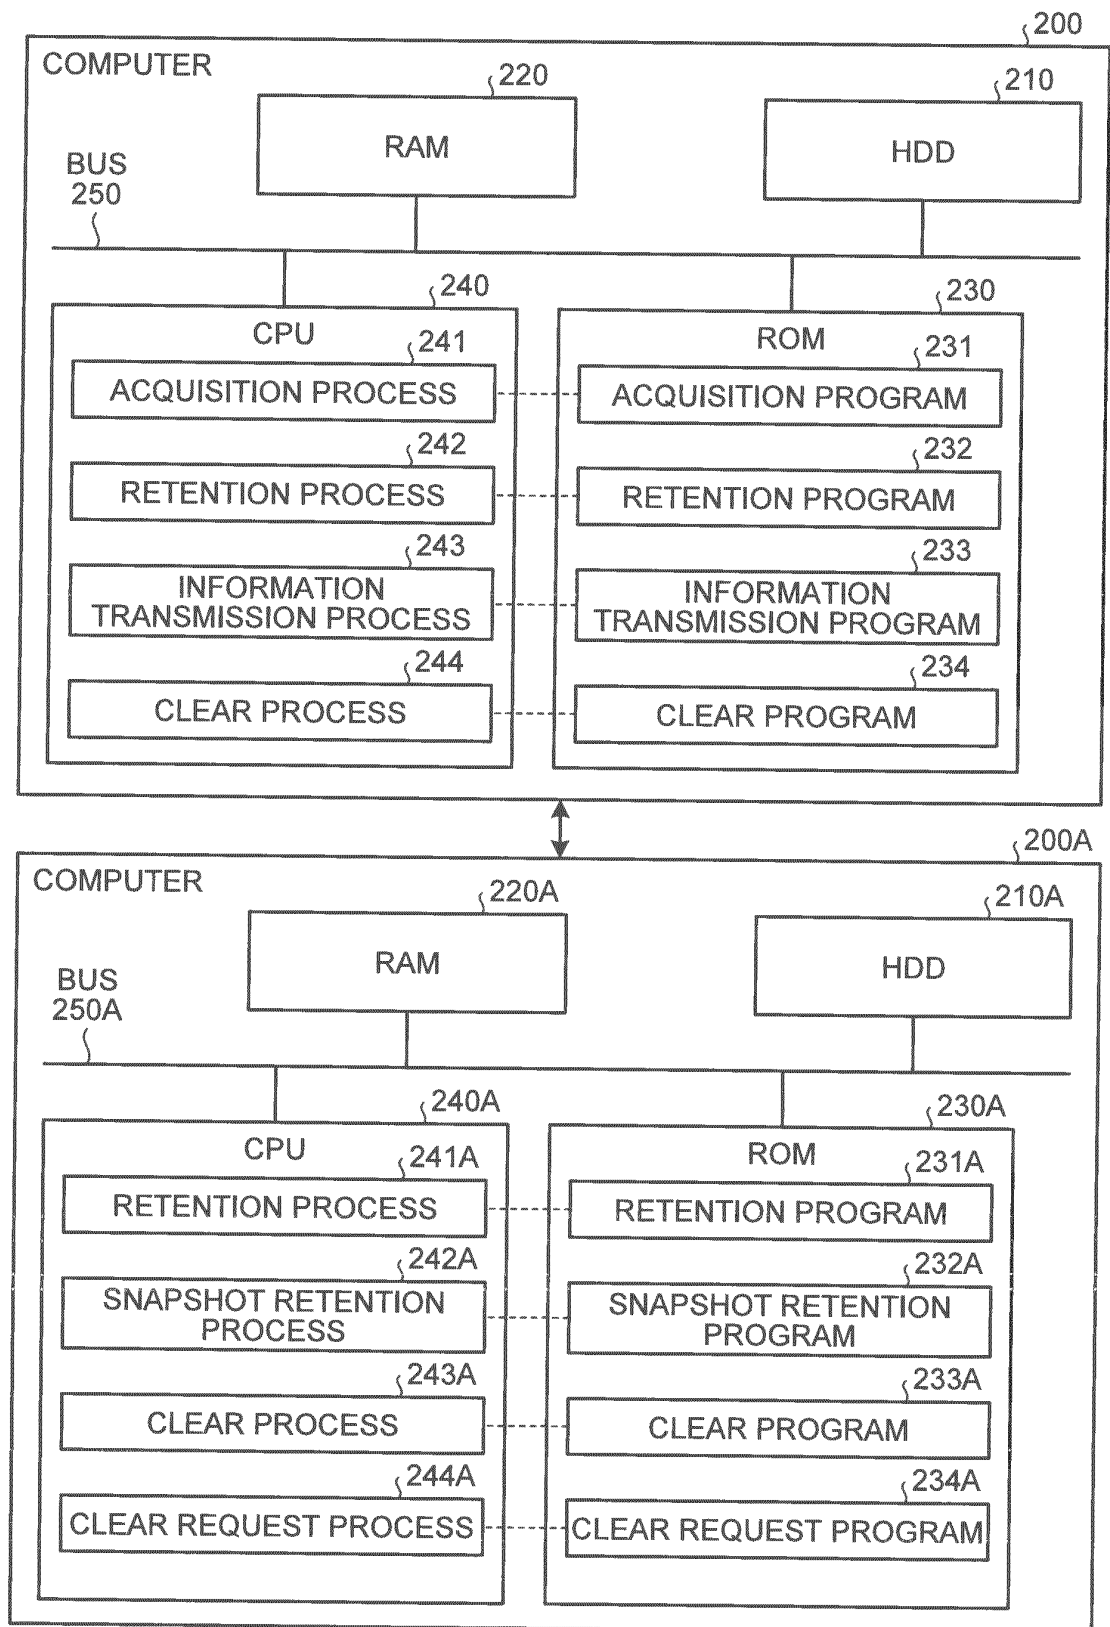 200
COMPUTER
220
210
RAM
HDD
BUS
250
240
230
CPU
ROM
241
231
ACQUISITION PROCESS
ACQUISITION PROGRAM
242
232
RETENTION PROCESS
RETENTION PROGRAM
243
233
INFORMATION
TRANSMISSION PROCESS
INFORMATION
TRANSMISSION PROGRAM
244
234
CLEAR PROCESS
CLEAR PROGRAM
200A
COMPUTER
220A
210A
RAM
HDD
BUS
250A
240A
230A
CPU
ROM
241A
231A
RETENTION PROCESS
RETENTION PROGRAM
242A
232A
SNAPSHOT RETENTION
PROCESS
SNAPSHOT RETENTION
PROGRAM
243A
233A
CLEAR PROCESS
CLEAR PROGRAM
244A
234A
CLEAR REQUEST PROCESS
CLEAR REQUEST PROGRAM